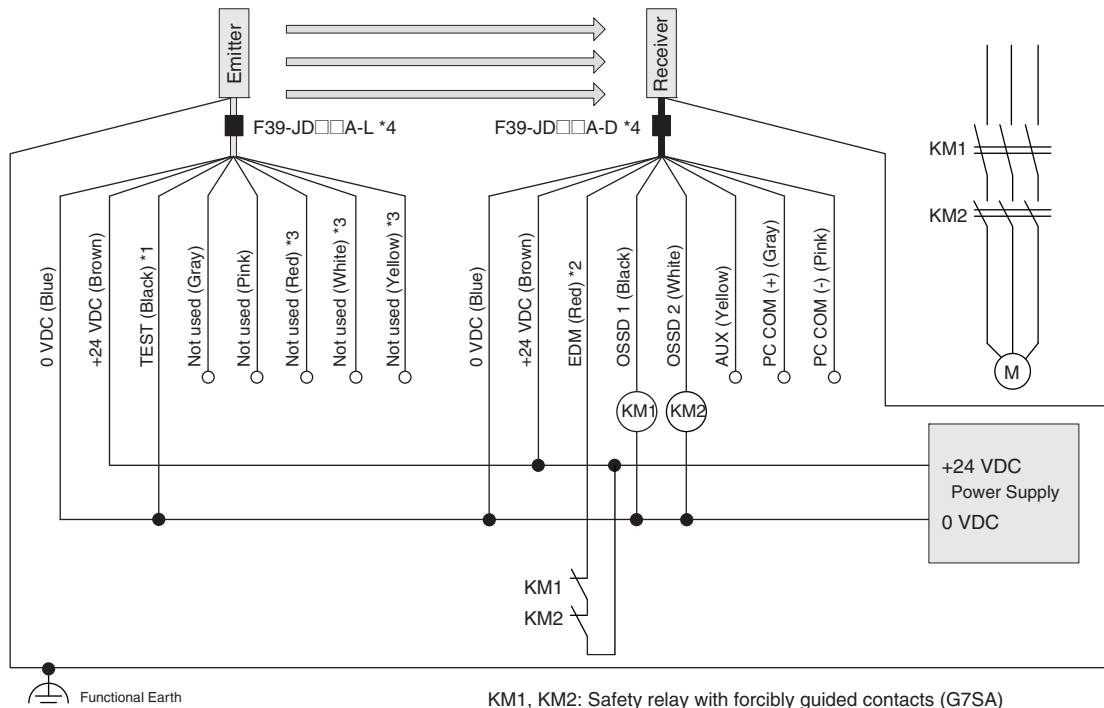 Emitter
Receiver
F39-JD□□A-L *4
F39-JD□□A-D *4
KM1
KM2
M
0 VDC (Blue)
+24 VDC (Brown)
TEST (Black) *1
Not used (Gray)
Not used (Pink)
Not used (Red) *3
Not used (White) *3
Not used (Yellow) *3
0 VDC (Blue)
+24 VDC (Brown)
EDM (Red) *2
OSSD 1 (Black)
OSSD 2 (White)
AUX (Yellow)
PC COM (+) (Gray)
PC COM (-) (Pink)
KM1
KM2
+24 VDC
Power Supply
0 VDC
KM1
KM2
Functional Earth
KM1, KM2: Safety relay with forcibly guided contacts (G7SA)